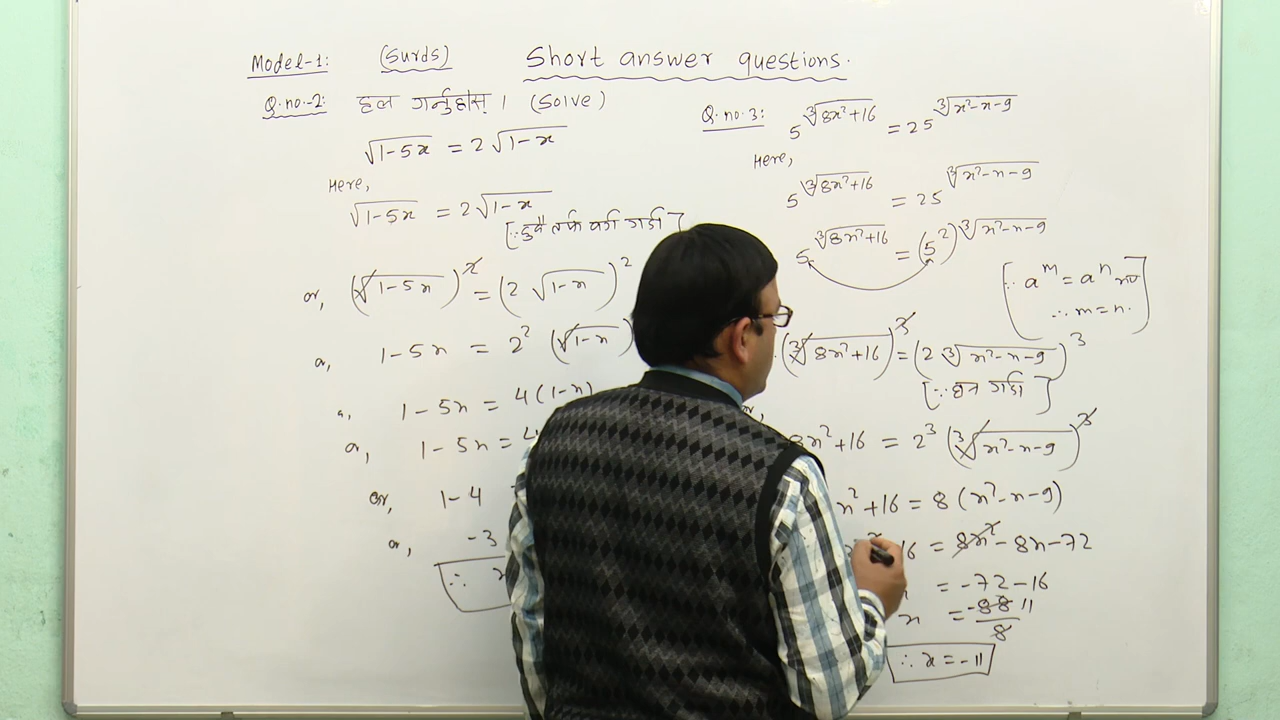 Model-1: (Surds) Short answer questions.
Q.no.-2: हल गर्नुहोस् । (Solve)
√(1-5x) = 2√(1-x)
Here,
√(1-5x) = 2√(1-x)
[∵ दुवै तर्फ वर्ग गर्दा]
or, (√(1-5x))² = (2√(1-x))²
or, 1-5x = 2² (√(1-x)
or, 1-5x = 4(1-x)
or, 1-5x = 4
or, 1-4
or, -3
∴ x
Q.no.3: 5^∛(8x²+16) = 25^∛(x²-x-9)
Here,
5^∛(8x²+16) = 25^∛(x²-x-9)
5^∛(8x²+16) = (5²)^∛(x²-x-9)
[∵ a^m = a^n भए
∴ m=n.]
(∛(8x²+16))³ = (2∛(x²-x-9))³
[∵ घन गर्दा]
or,
8x²+16 = 2³ (∛(x²-x-9))³
x²+16 = 8(x²-x-9)
16 = 8x²-8x-72
= -72-16
x = -88 11 / 8
∴ x = -11